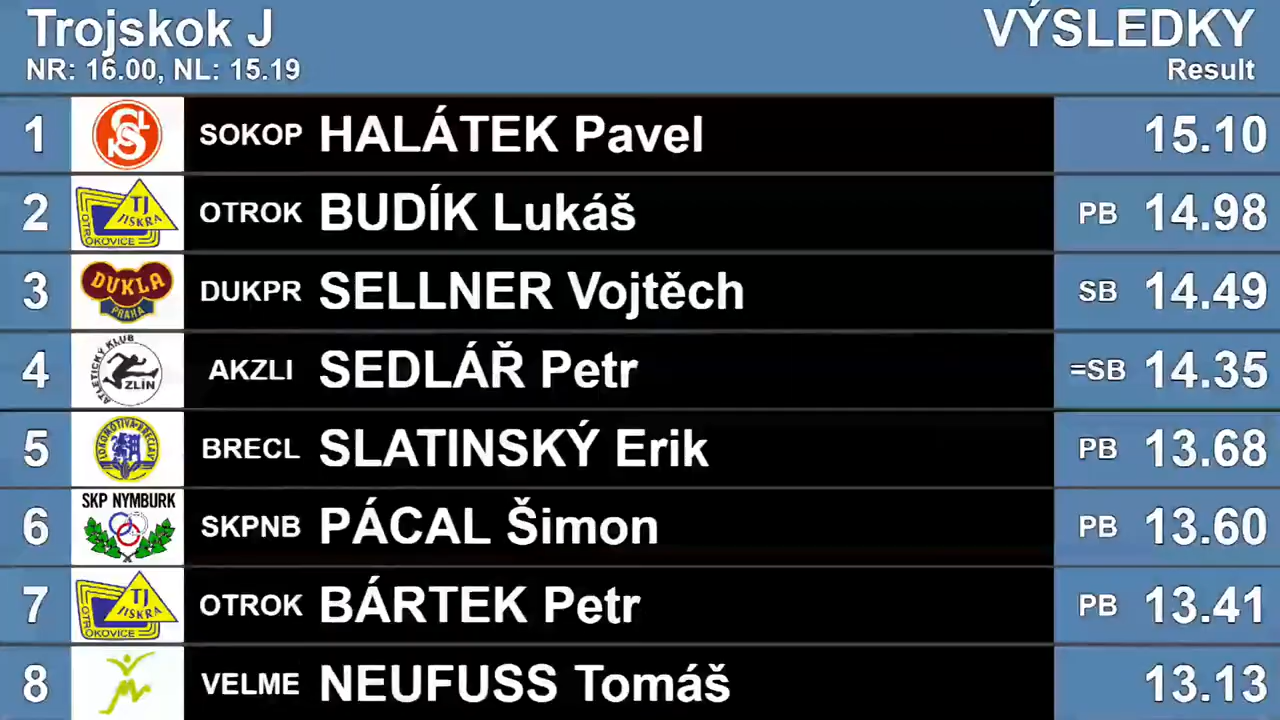 Trojskok J
VÝSLEDKY
NR: 16.00, NL: 15.19
Result
1 SOKOP HALÁTEK Pavel 15.10
2 TJ JISKRA OTROKOVICE OTROK BUDÍK Lukáš PB 14.98
3 DUKLA PRAHA DUKPR SELLNER Vojtěch SB 14.49
4 ATLETICKÝ KLUB ZLÍN AKZLI SEDLÁŘ Petr =SB 14.35
5 LOKOMOTIVA BŘECLAV BRECL SLATINSKÝ Erik PB 13.68
6 SKP NYMBURK SKPNB PÁCAL Šimon PB 13.60
7 TJ JISKRA OTROKOVICE OTROK BÁRTEK Petr PB 13.41
8 VELME NEUFUSS Tomáš 13.13